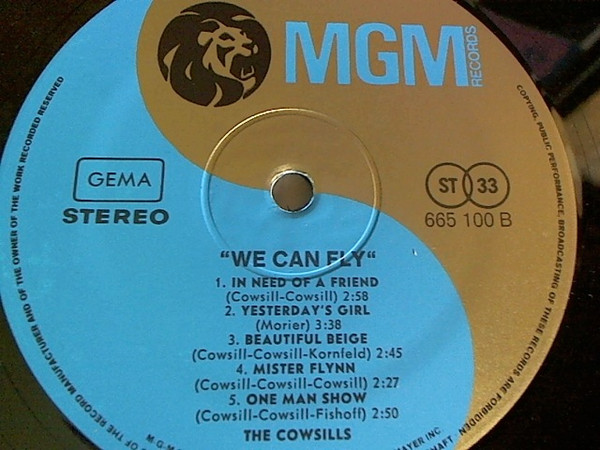 MGM
RECORDS
GEMA
STEREO
ST 33
665 100 B
"WE CAN FLY"
1. IN NEED OF A FRIEND
(Cowsill-Cowsill) 2:58
2. YESTERDAY'S GIRL
(Morier) 3:38
3. BEAUTIFUL BEIGE
(Cowsill-Cowsill-Kornfeld) 2:45
4. MISTER FLYNN
(Cowsill-Cowsill-Cowsill) 2:27
5. ONE MAN SHOW
(Cowsill-Cowsill-Fishoff) 2:50
THE COWSILLS
OF THE RECORD MANUFACTURER AND OF THE OWNER OF THE WORK RECORDED RESERVED
COPYING, PUBLIC PERFORMANCE, BROADCASTING OF THESE RECORDS ARE FORBIDDEN
M-G-M
MAYER INC